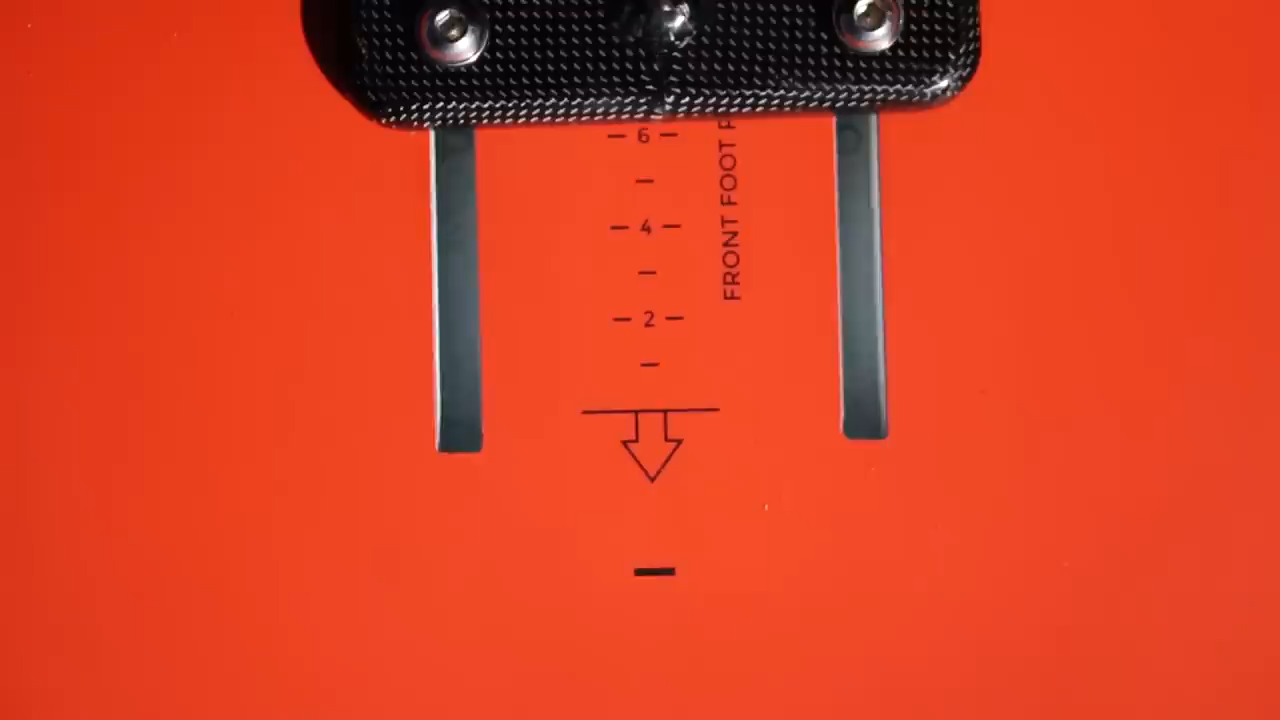 – 6 –
– 4 –
– 2 –
FRONT FOOT